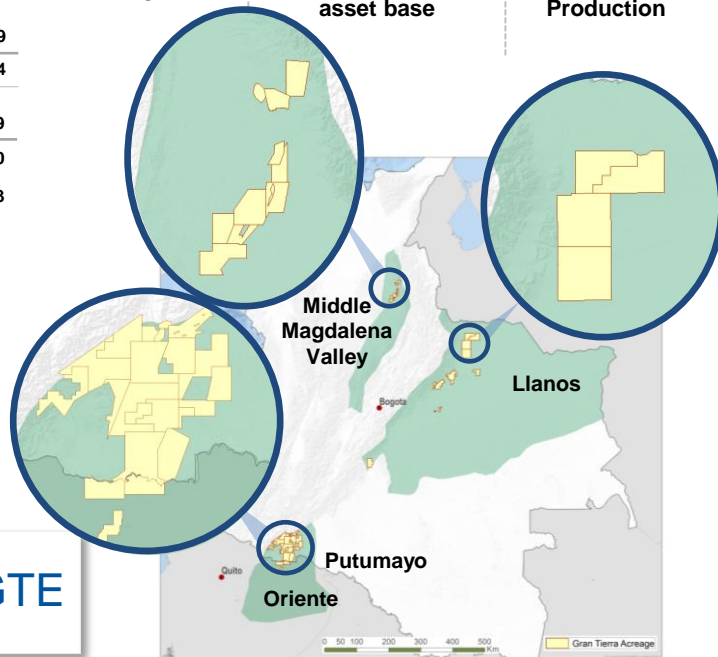 asset base
Production
9
4
9
0
3
Middle
Magdalena
Valley
Llanos
Bogota
Putumayo
Quito
Oriente
GTE
0 50 100 200 300 400 500
Km
Gran Tierra Acreage